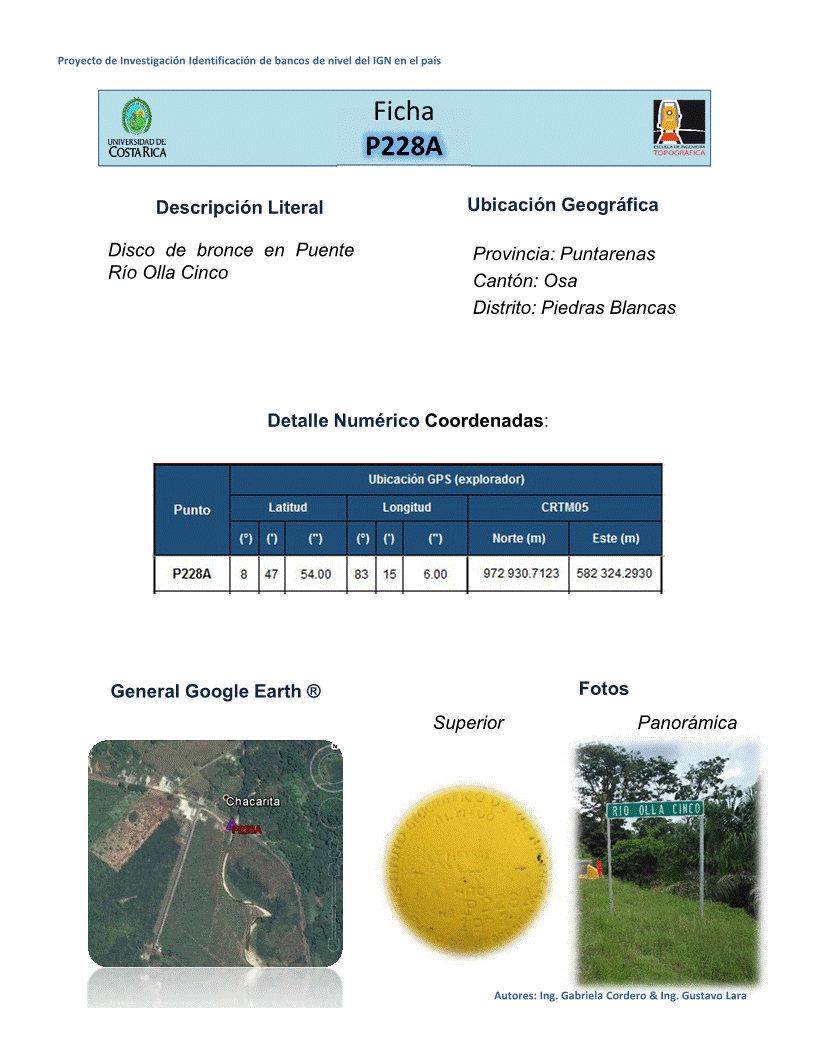 Proyecto de Investigación Identificación de bancos de nivel del IGN en el país
UNIVERSIDAD DE
COSTA RICA
Ficha
P228A
ESCUELA DE INGENIERÍA
TOPOGRÁFICA
Descripción Literal
Disco de bronce en Puente
Río Olla Cinco
Ubicación Geográfica
Provincia: Puntarenas
Cantón: Osa
Distrito: Piedras Blancas
Detalle Numérico Coordenadas:
Punto
Ubicación GPS (explorador)
Latitud Longitud CRTM05
(°) (') (") (°) (') (") Norte (m) Este (m)
P228A 8 47 54.00 83 15 6.00 972 930.7123 582 324.2930
General Google Earth ®
Fotos
Superior
Panorámica
N
Chacarita
P228A
RIO OLLA CINCO
Autores: Ing. Gabriela Cordero & Ing. Gustavo Lara